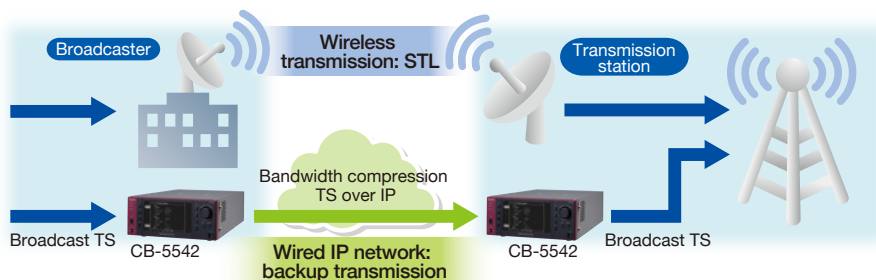 Broadcaster
Wireless
transmission: STL
Transmission
station
Bandwidth compression
TS over IP
Broadcast TS
CB-5542
Wired IP network:
backup transmission
CB-5542
Broadcast TS